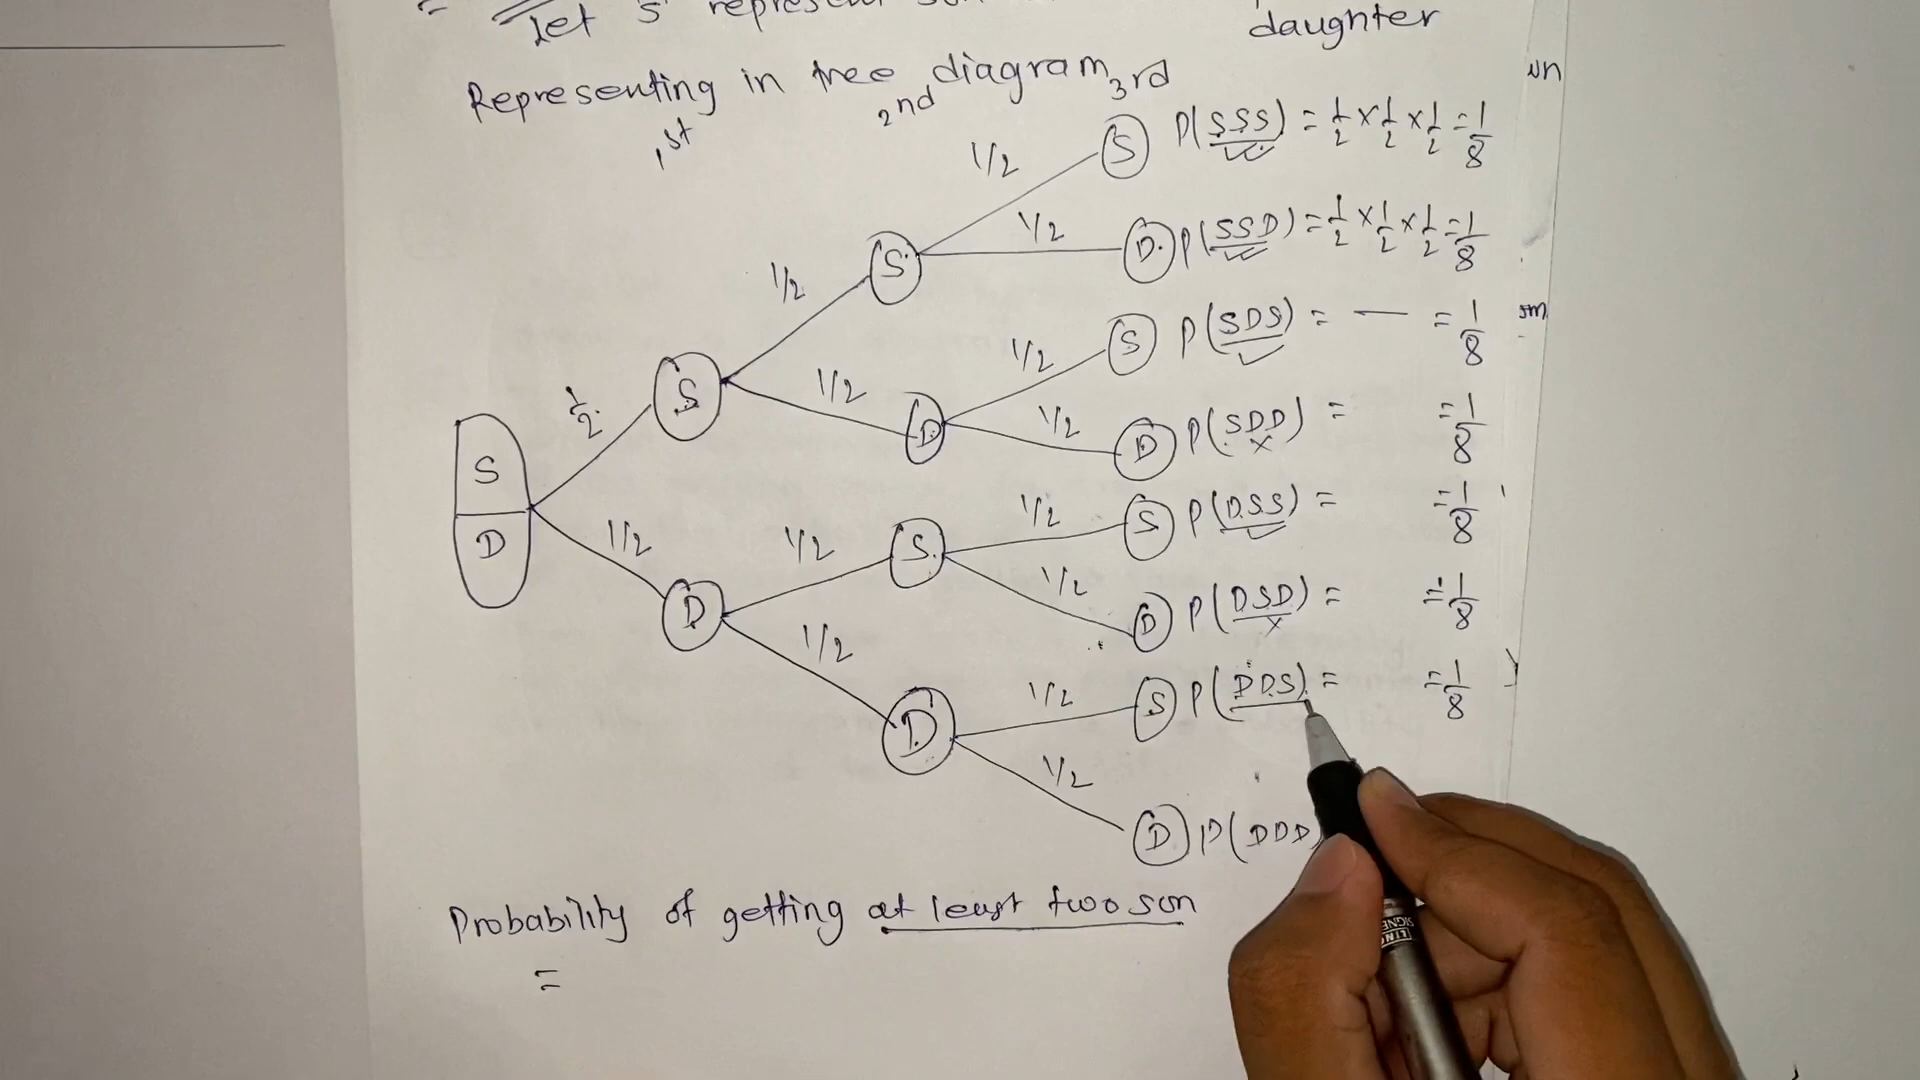 Let 'S' represent
daughter
Representing in tree diagram,
1st 2nd 3rd
S
D
1/2 S 1/2 S 1/2 S P(SSS) = 1/2 × 1/2 × 1/2 = 1/8
1/2 D P(SSD) = 1/2 × 1/2 × 1/2 = 1/8
1/2 D 1/2 S P(SDS) = — = 1/8
1/2 D P(SDD) = = 1/8
1/2 D 1/2 S 1/2 S P(DSS) = = 1/8
1/2 D P(DSD) = = 1/8
1/2 D 1/2 S P(DDS) = = 1/8
1/2 D P(DDD)
Probability of getting at least two son
=